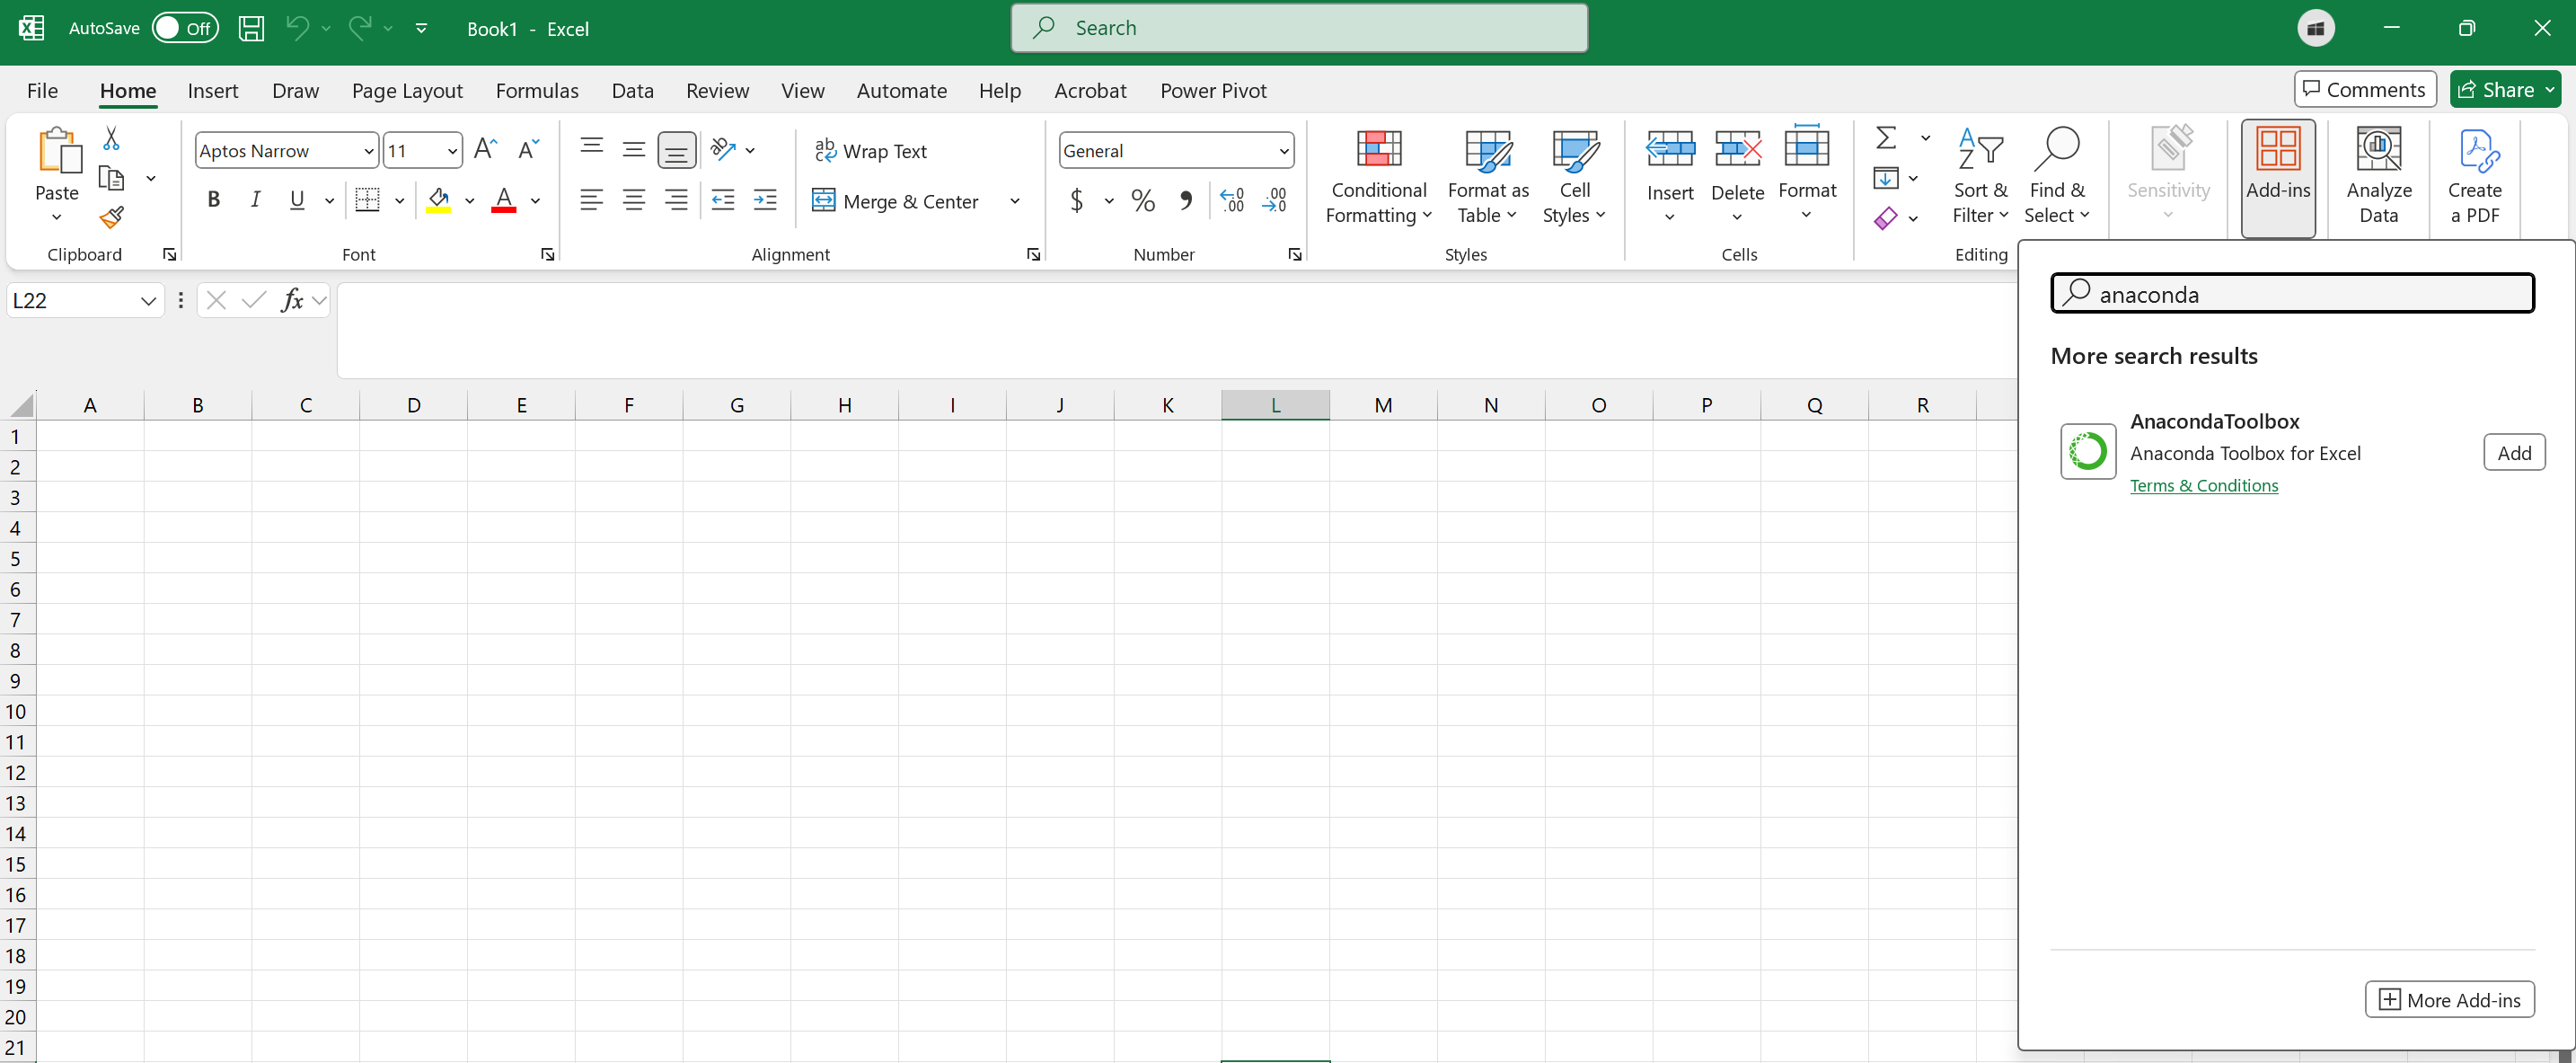 AutoSave Off Book1 - Excel Search
File Home Insert Draw Page Layout Formulas Data Review View Automate Help Acrobat Power Pivot Comments Share
Paste
Clipboard
Aptos Narrow 11
B I U A
Font
Wrap Text
Merge & Center
Alignment
General
$ % , .00 .00
Number
Conditional
Formatting
Format as
Table
Cell
Styles
Styles
Insert Delete Format
Cells
Sort &
Filter
Find &
Select
Editing
Sensitivity
Add-ins
Analyze
Data
Create
a PDF
L22 fx
anaconda
More search results
AnacondaToolbox
Anaconda Toolbox for Excel
Terms & Conditions
Add
More Add-ins
A B C D E F G H I J K L M N O P Q R
1
2
3
4
5
6
7
8
9
10
11
12
13
14
15
16
17
18
19
20
21